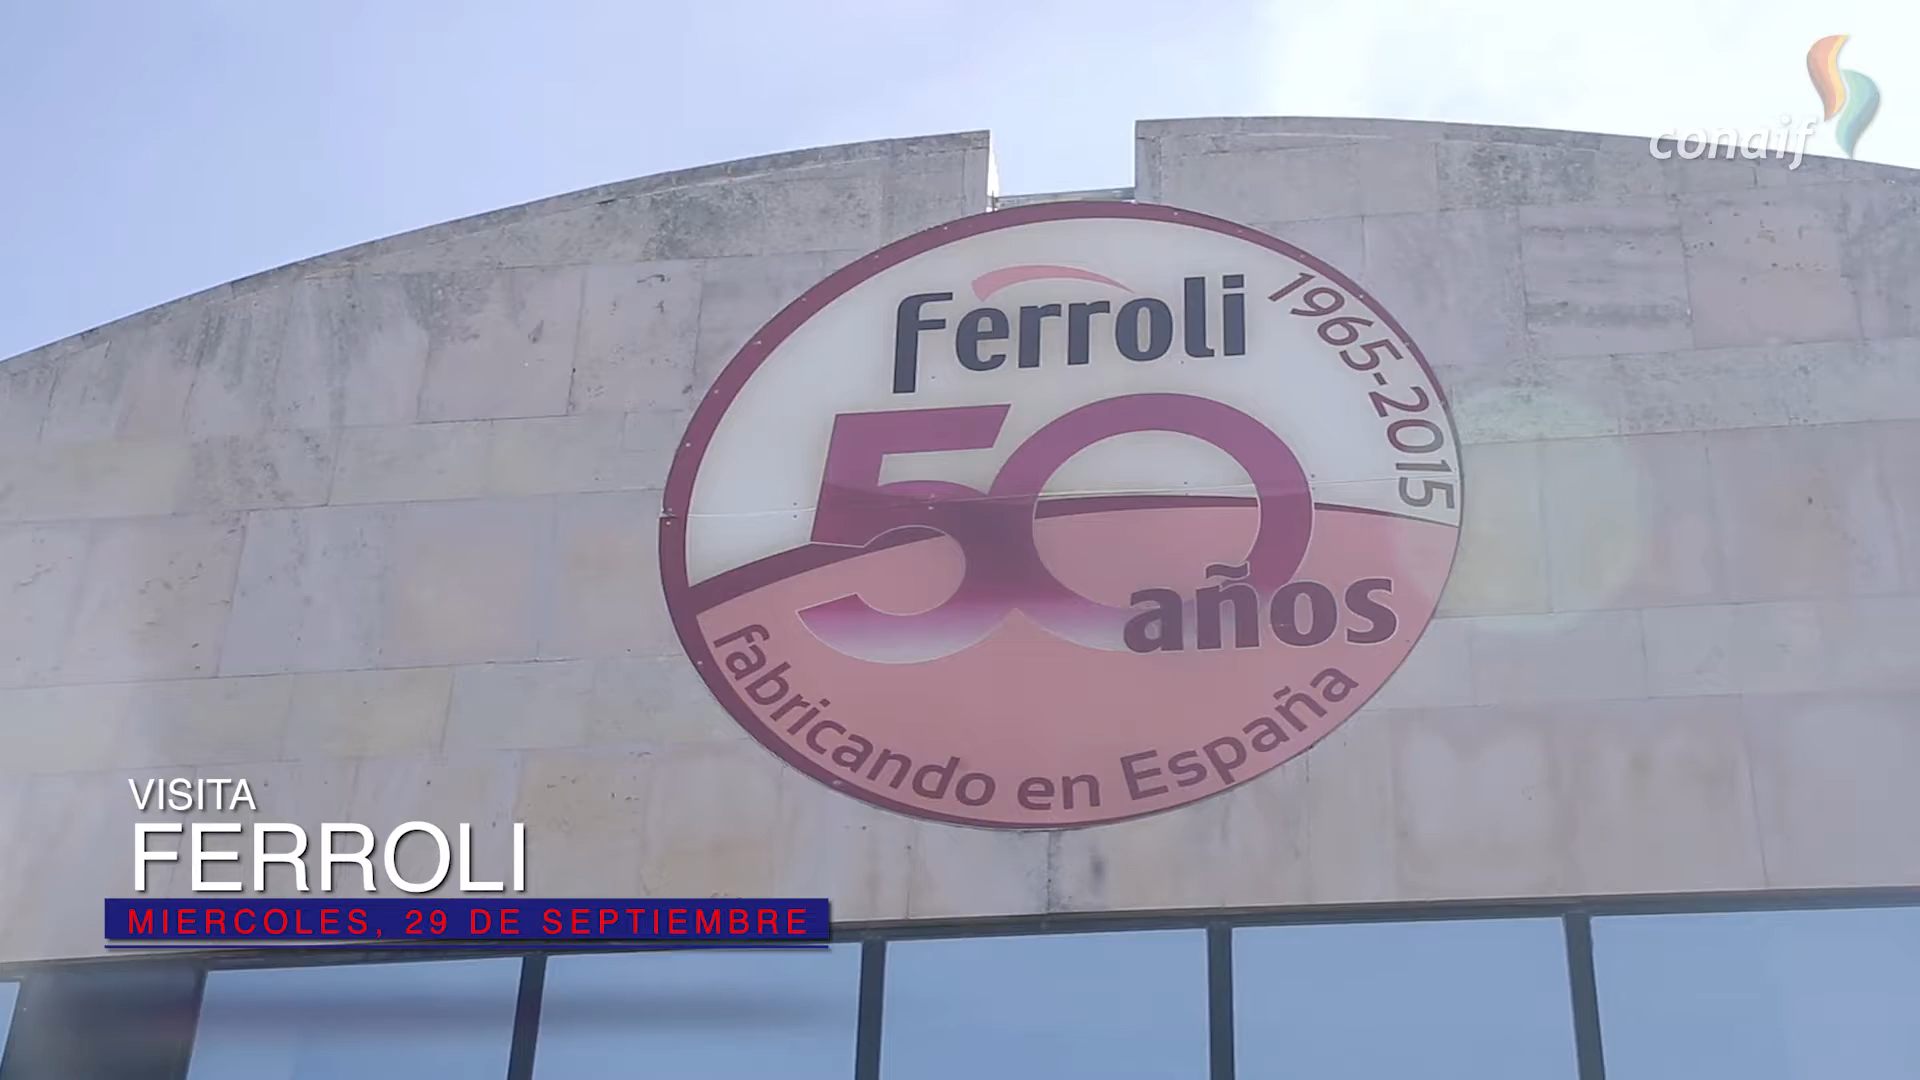 conaif
Ferroli
1965-2015
50
años
fabricando en España
VISITA
FERROLI
MIERCOLES, 29 DE SEPTIEMBRE